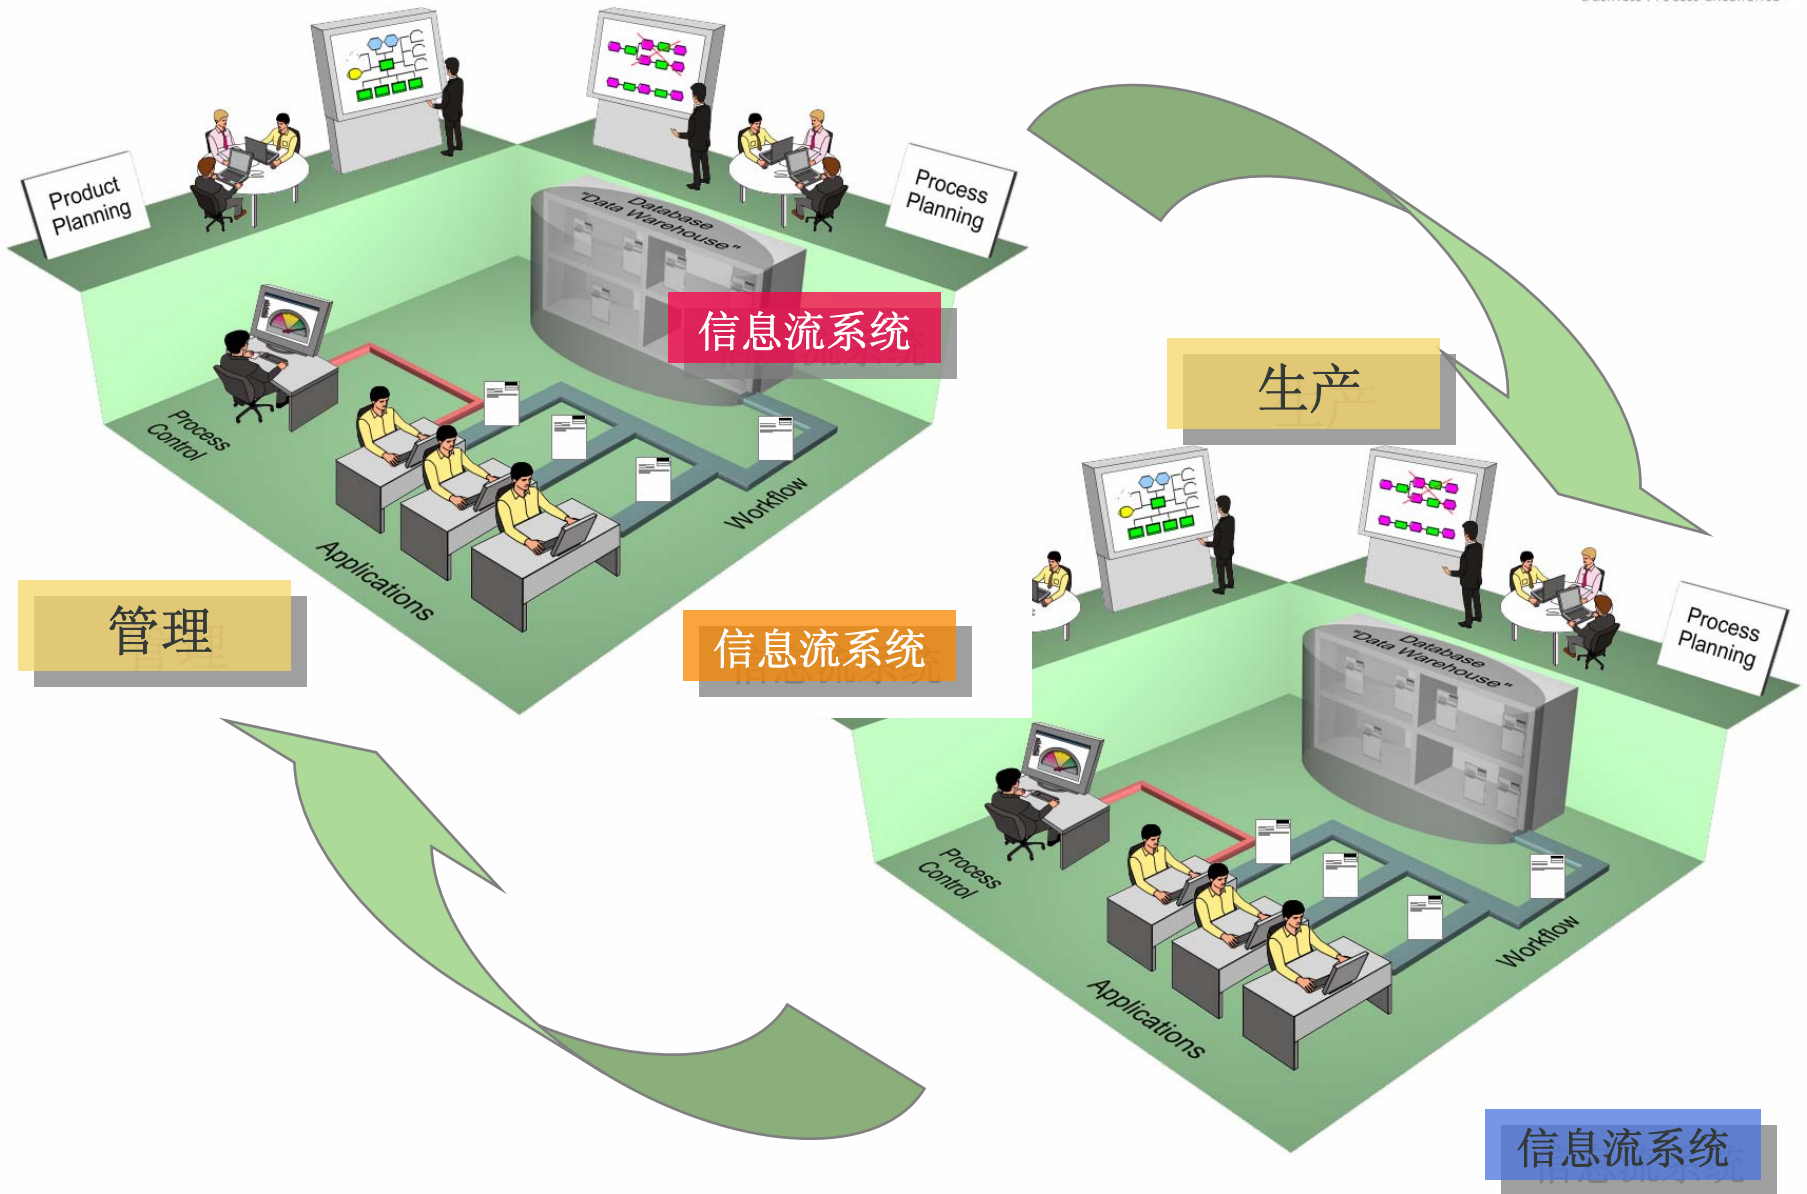 Product
Planning
Process
Planning
Database
"Data Warehouse"
信息流系统
Process
Control
Workflow
Applications
管理
信息流系统
生产
Process
Planning
Database
"Data Warehouse"
Process
Control
Workflow
Applications
信息流系统